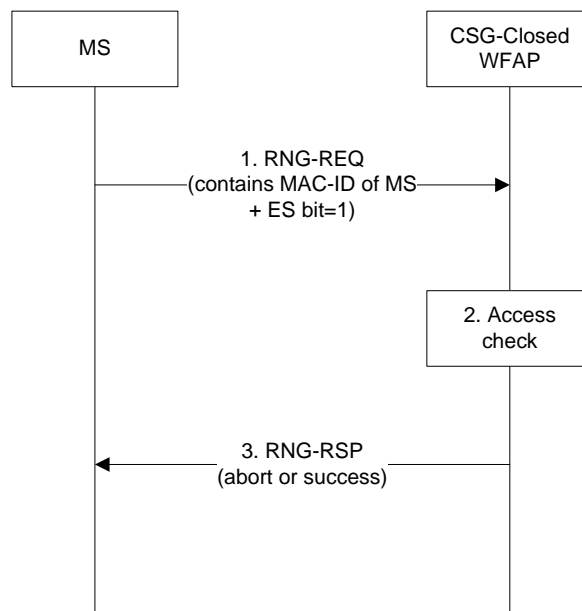 MS
CSG-Closed
WFAP
1. RNG-REQ
(contains MAC-ID of MS
+ ES bit=1)
2. Access
check
3. RNG-RSP
(abort or success)